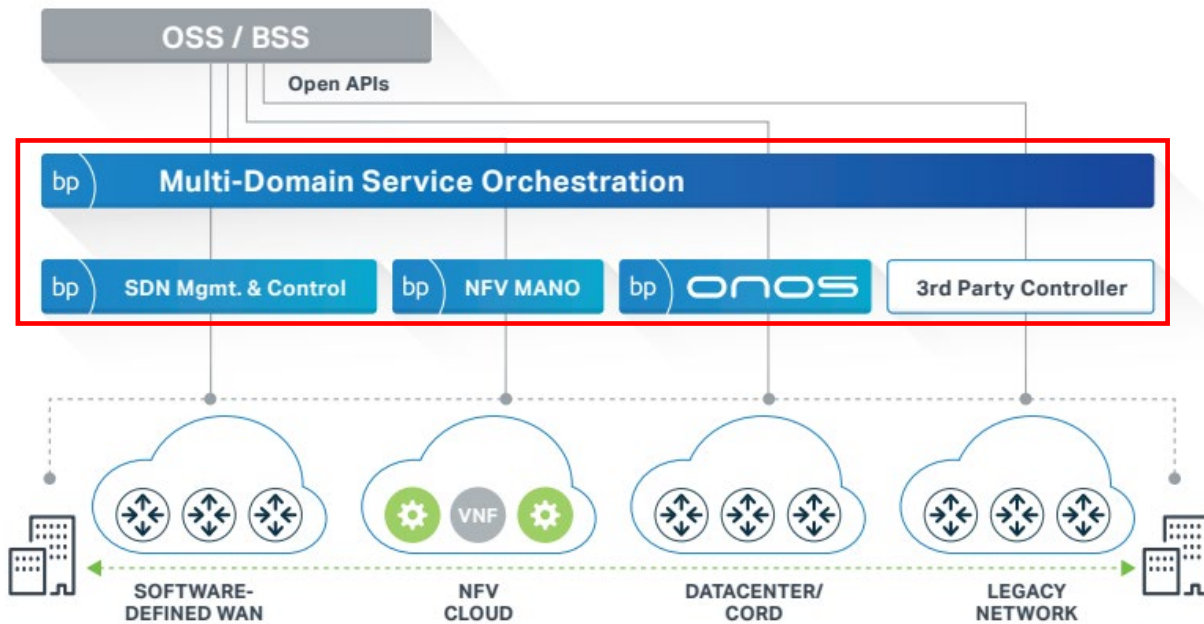 OSS / BSS
Open APIs
bp) Multi-Domain Service Orchestration
bp) SDN Mgmt. & Control
bp) NFV MANO
bp) ONOS
3rd Party Controller
VNF
SOFTWARE-
DEFINED WAN
NFV
CLOUD
DATACENTER/
CORD
LEGACY
NETWORK